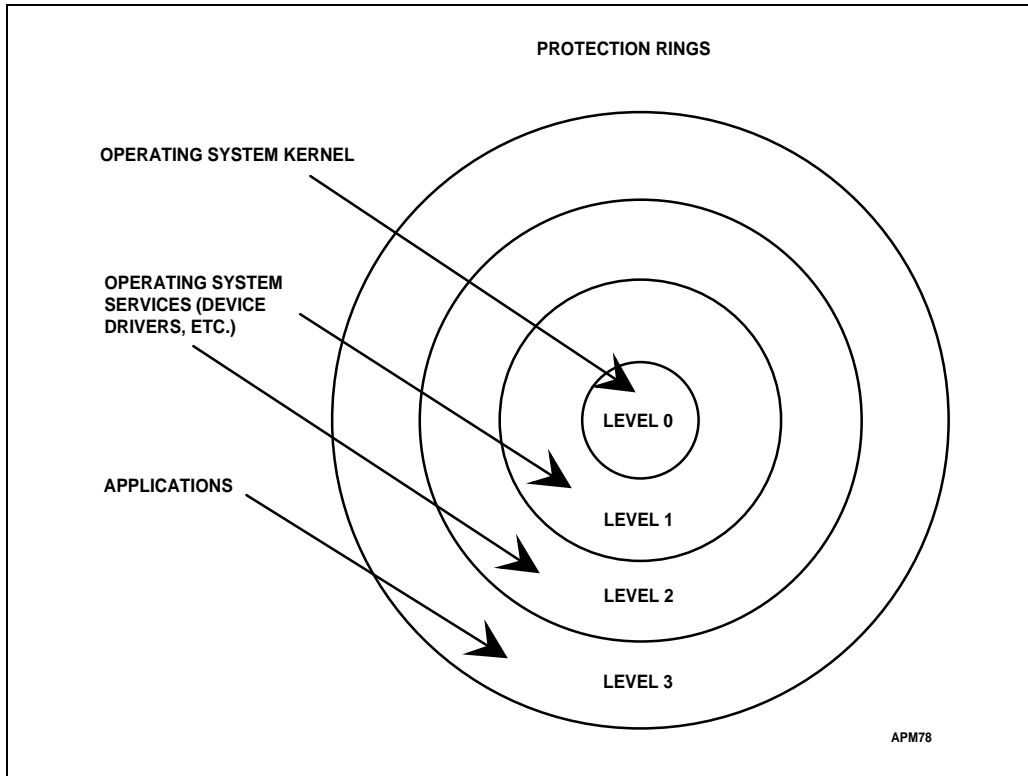 PROTECTION RINGS
OPERATING SYSTEM KERNEL
OPERATING SYSTEM
SERVICES (DEVICE
DRIVERS, ETC.)
APPLICATIONS
LEVEL 0
LEVEL 1
LEVEL 2
LEVEL 3
APM78